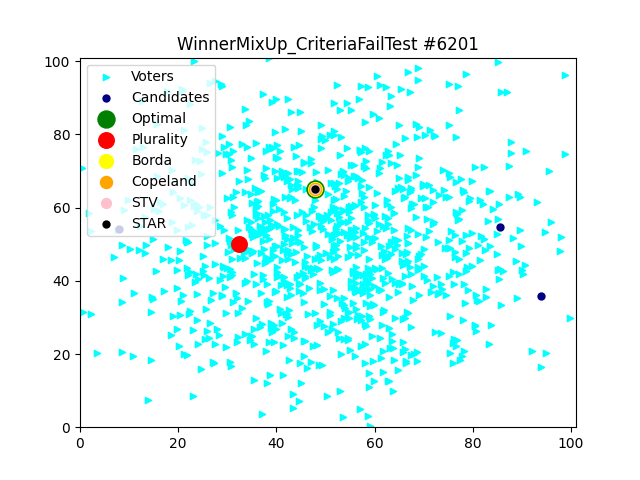 WinnerMixUp_CriteriaFailTest #6201
100
80
60
40
20
0
Voters
Candidates
Optimal
Plurality
Borda
Copeland
STV
STAR
0 20 40 60 80 100